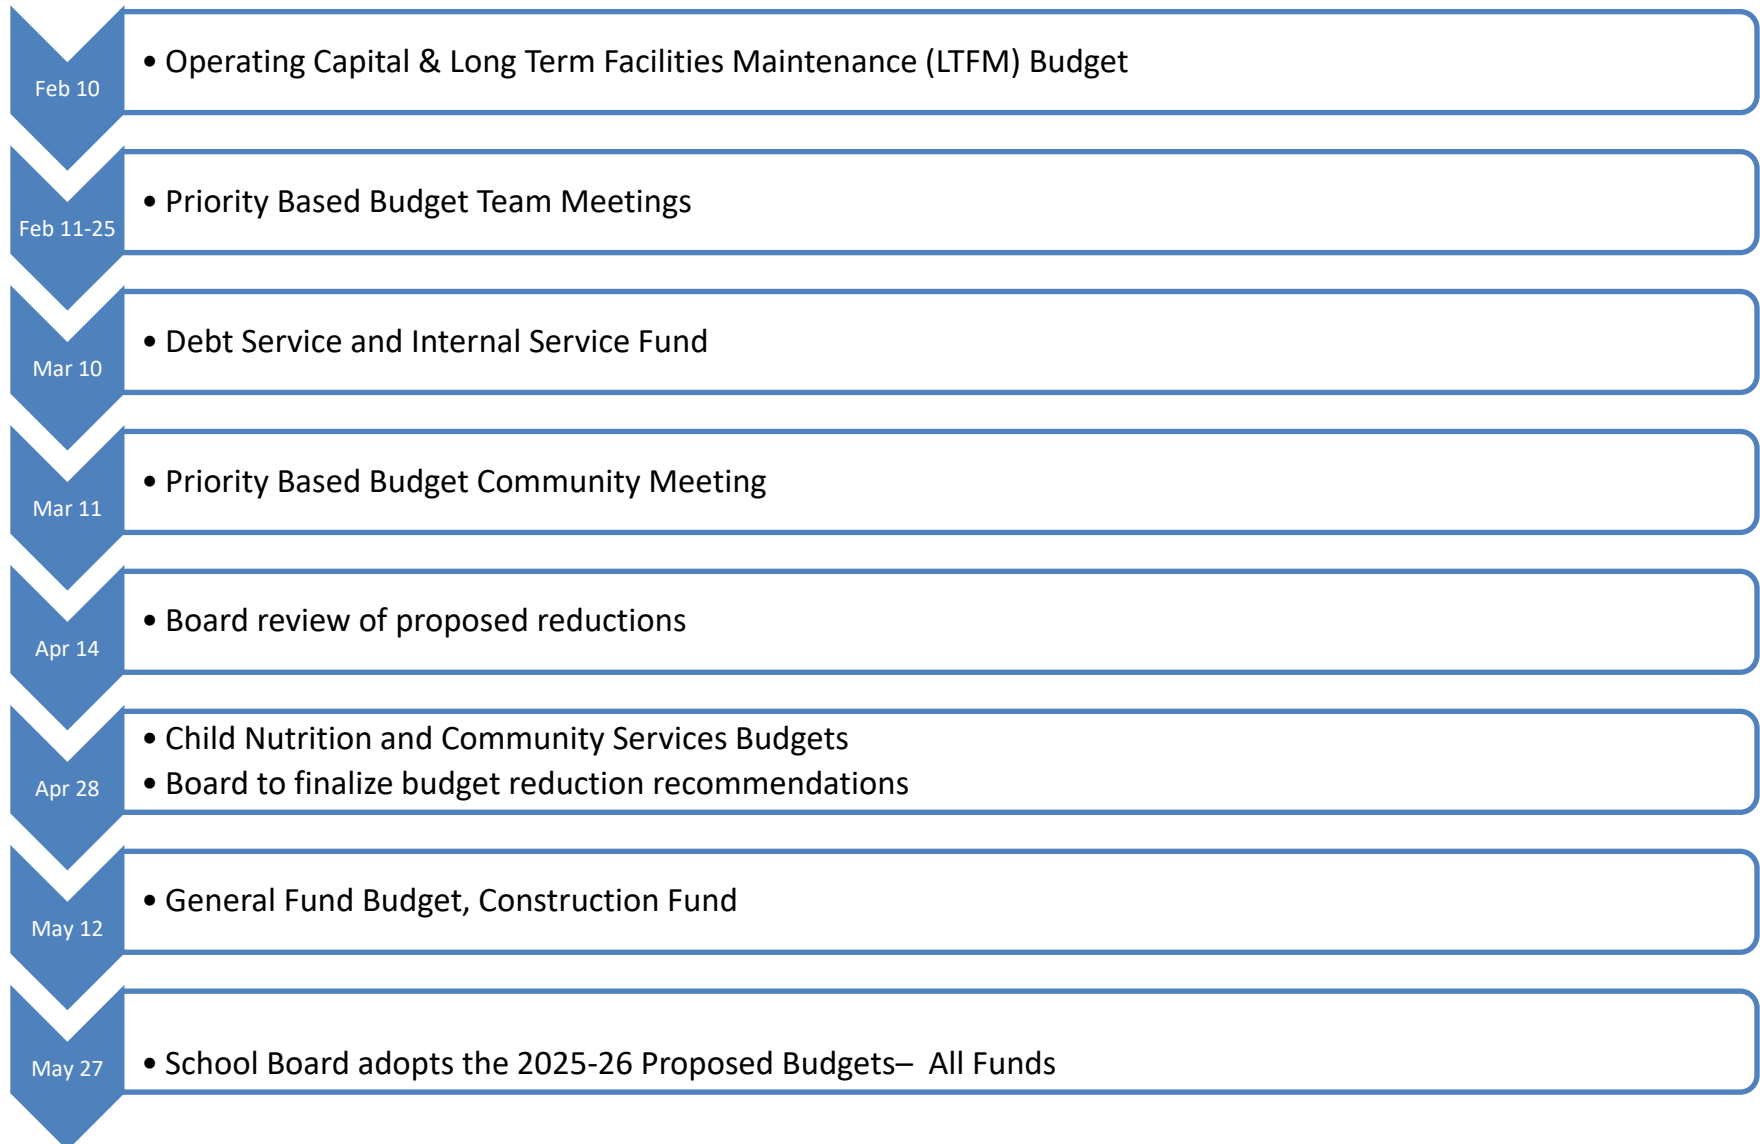 Feb 10
• Operating Capital & Long Term Facilities Maintenance (LTFM) Budget
Feb 11-25
• Priority Based Budget Team Meetings
Mar 10
• Debt Service and Internal Service Fund
Mar 11
• Priority Based Budget Community Meeting
Apr 14
• Board review of proposed reductions
Apr 28
• Child Nutrition and Community Services Budgets
• Board to finalize budget reduction recommendations
May 12
• General Fund Budget, Construction Fund
May 27
• School Board adopts the 2025-26 Proposed Budgets–  All Funds